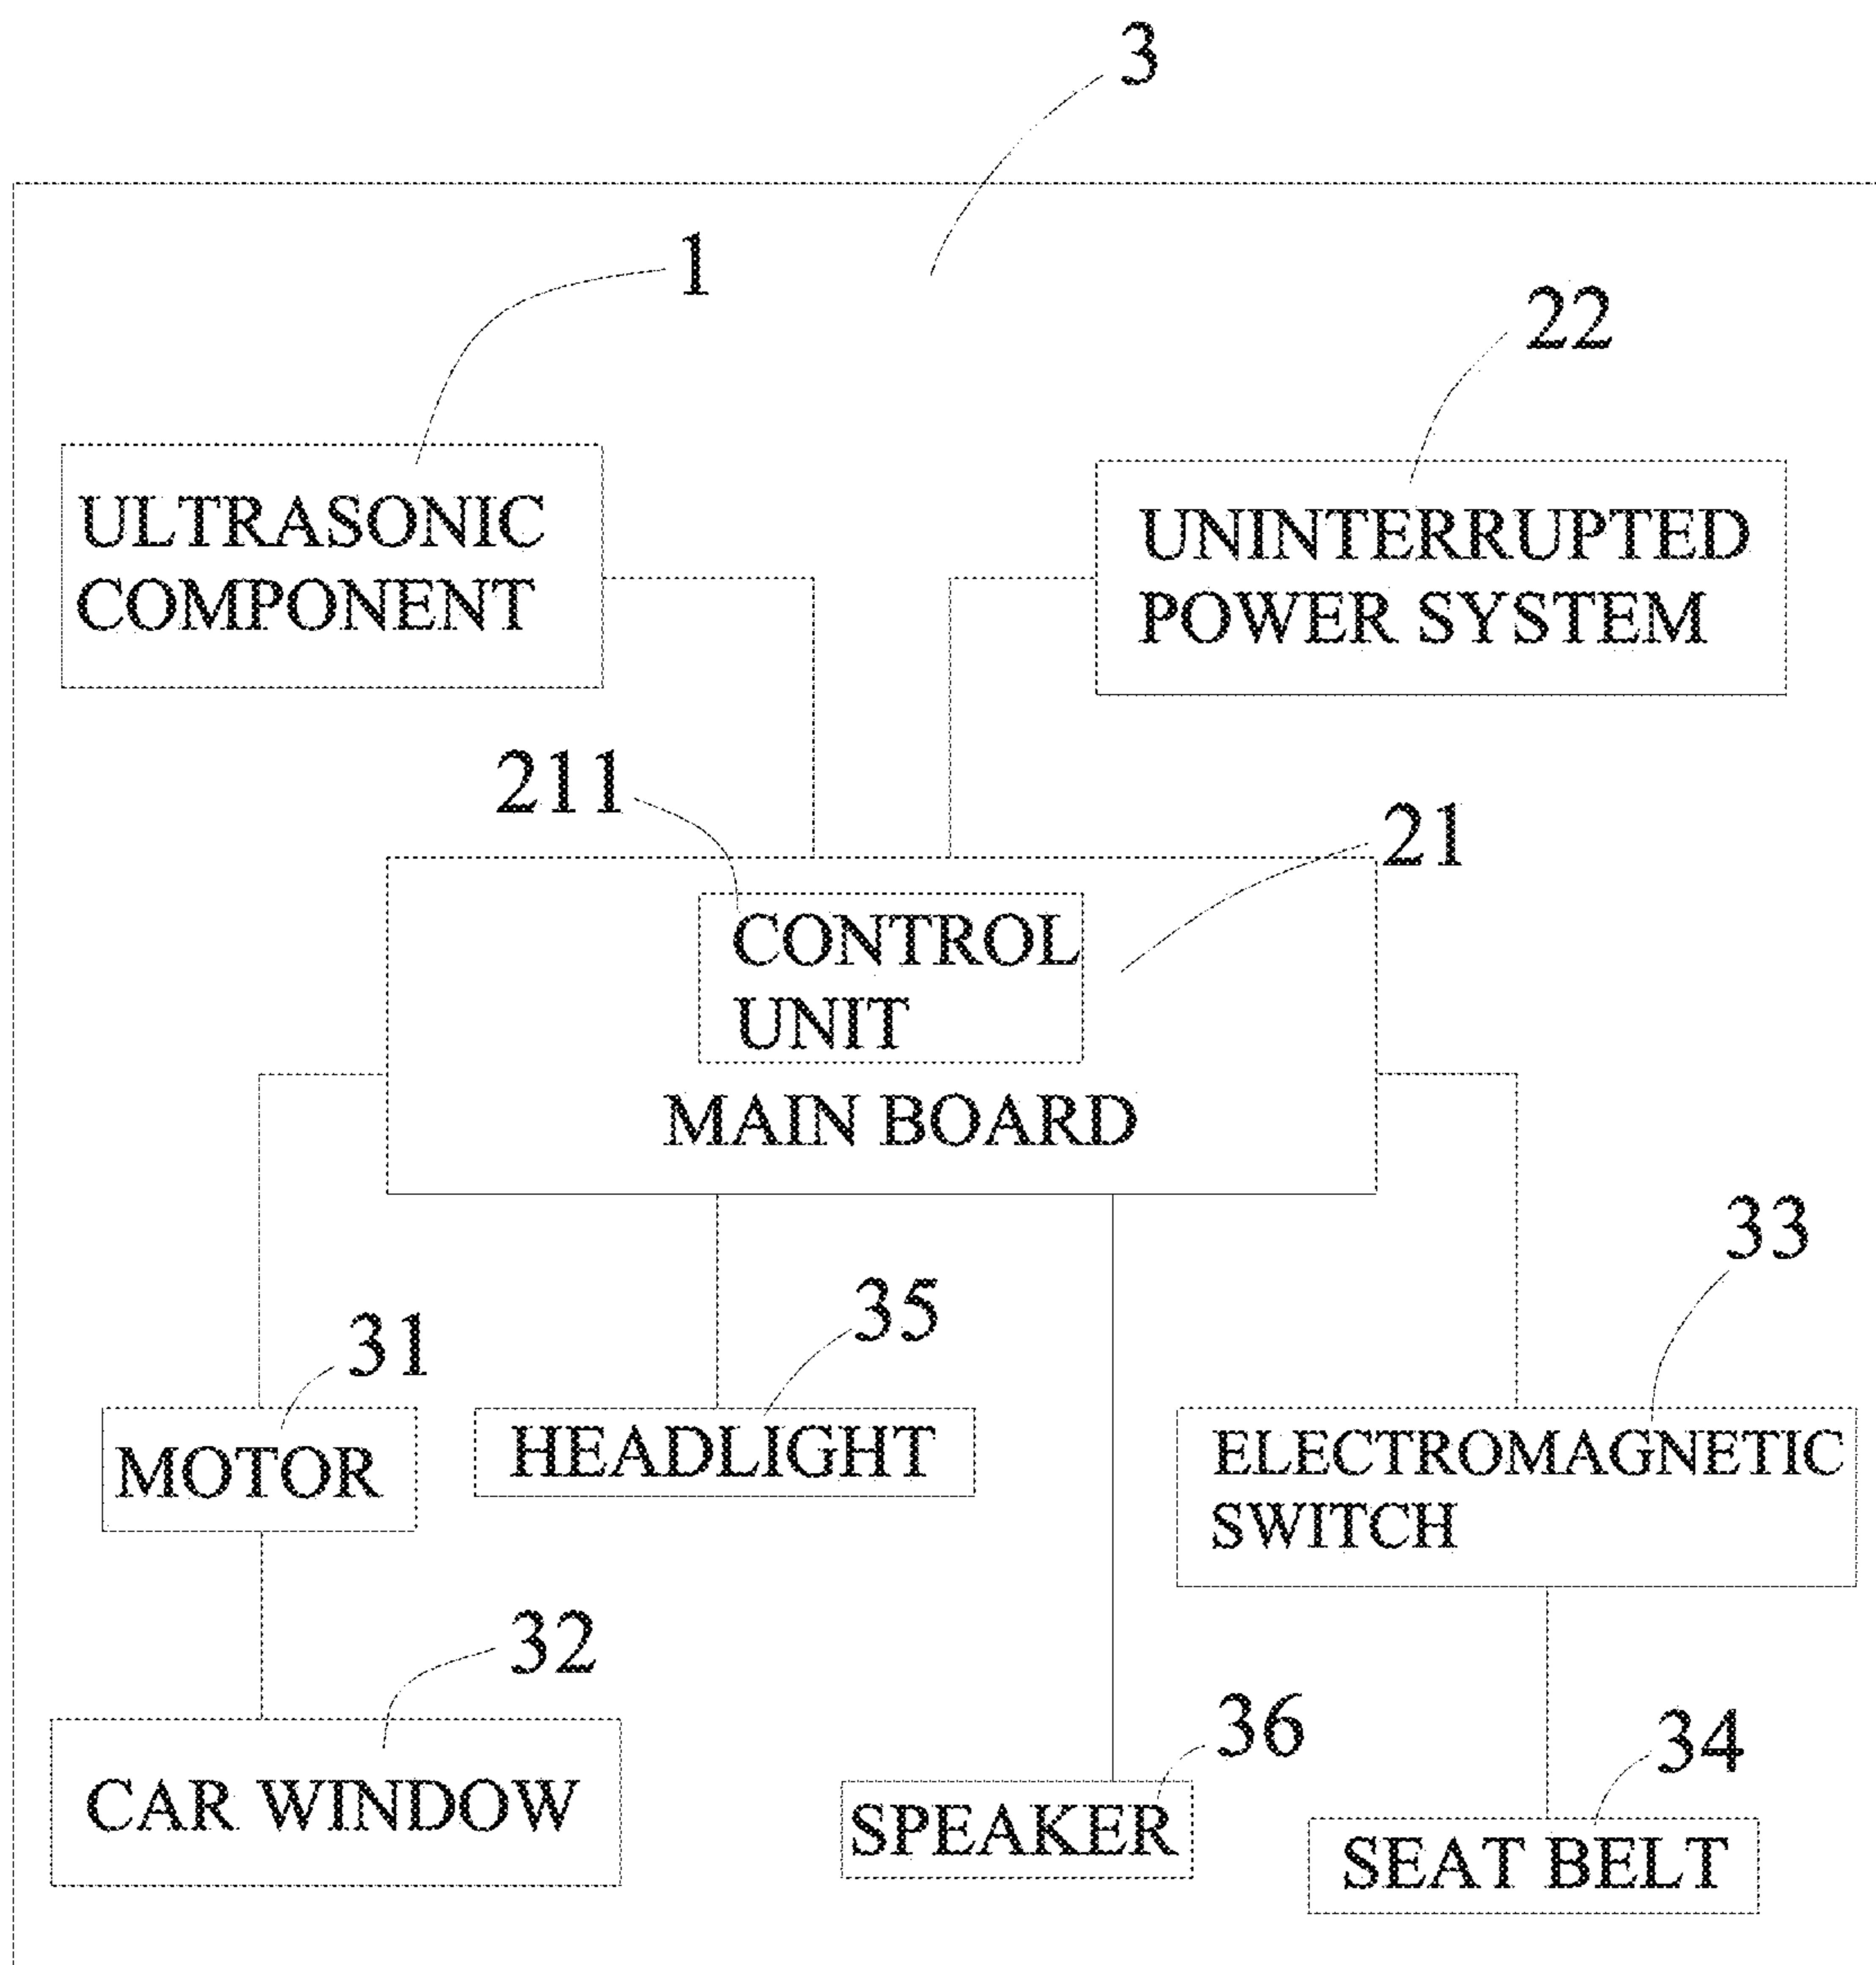 3
1
22
ULTRASONIC
COMPONENT
UNINTERRUPTED
POWER SYSTEM
211
21
CONTROL
UNIT
MAIN BOARD
33
35
31
MOTOR
HEADLIGHT
ELECTROMAGNETIC
SWITCH
32
36
34
CAR WINDOW
SPEAKER
SEAT BELT